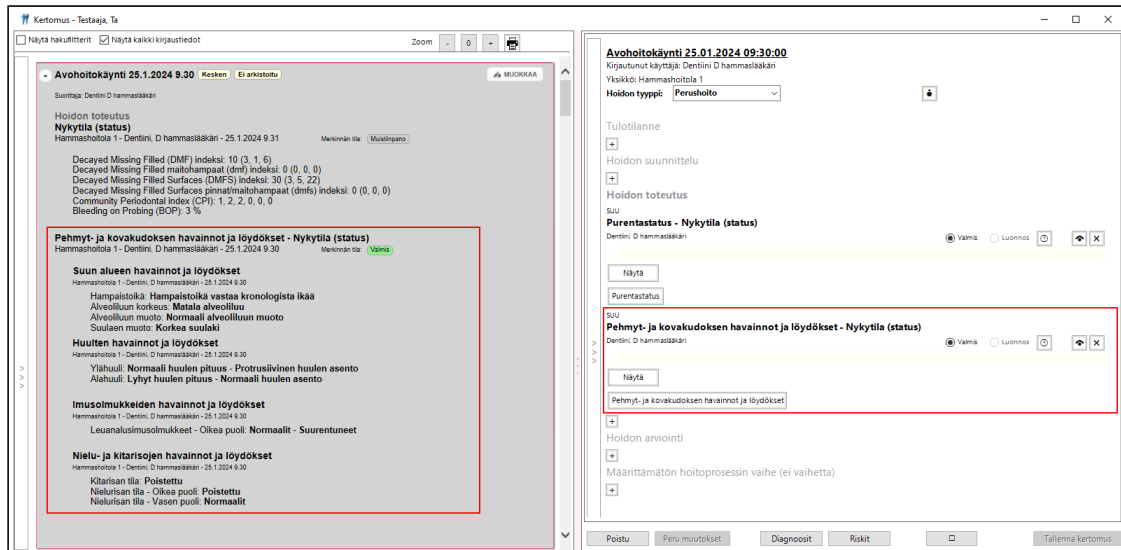 Kertomus - Testaaja, Ta
Näytä hakufiltterit Näytä kaikki kirjaustiedot Zoom - 0 +
- Avohoitokäynti 25.1.2024 9.30 Kesken Ei arkistoitu MUOKKAA
Suorittaja: Dentiini D hammaslääkäri
Hoidon toteutus
Nykytila (status)
Hammashoitola 1 - Dentiini, D hammaslääkäri - 25.1.2024 9.31 Merkinnän tila: Muistiinpano
Decayed Missing Filled (DMF) indeksi: 10 (3, 1, 6)
Decayed Missing Filled maitohampaat (dmf) indeksi: 0 (0, 0, 0)
Decayed Missing Filled Surfaces (DMFS) indeksi: 30 (3, 5, 22)
Decayed Missing Filled Surfaces pinnat/maitohampaat (dmfs) indeksi: 0 (0, 0, 0)
Community Periodontal index (CPI): 1, 2, 2, 0, 0, 0
Bleeding on Probing (BOP): 3 %
Pehmyt- ja kovakudoksen havainnot ja löydökset - Nykytila (status)
Hammashoitola 1 - Dentiini, D hammaslääkäri - 25.1.2024 9.30 Merkinnän tila: Valmis
Suun alueen havainnot ja löydökset
Hammashoitola 1 - Dentiini, D hammaslääkäri - 25.1.2024 9.30
Hampaistoikä: Hampaistoikä vastaa kronologista ikää
Alveoliluun korkeus: Matala alveoliluu
Alveoliluun muoto: Normaali alveoliluun muoto
Suulaen muoto: Korkea suulaki
Huulten havainnot ja löydökset
Hammashoitola 1 - Dentiini, D hammaslääkäri - 25.1.2024 9.30
Ylähuuli: Normaali huulen pituus - Protrusiivinen huulen asento
Alahuuli: Lyhyt huulen pituus - Normaali huulen asento
Imusolmukkeiden havainnot ja löydökset
Hammashoitola 1 - Dentiini, D hammaslääkäri - 25.1.2024 9.30
Leuanalusimusolmukkeet - Oikea puoli: Normaalit - Suurentuneet
Nielu- ja kitarisojen havainnot ja löydökset
Hammashoitola 1 - Dentiini, D hammaslääkäri - 25.1.2024 9.30
Kitarisan tila: Poistettu
Nielurisan tila - Oikea puoli: Poistettu
Nielurisan tila - Vasen puoli: Normaalit
Avohoitokäynti 25.01.2024 09:30:00
Kirjautunut käyttäjä: Dentiini D hammaslääkäri
Yksikkö: Hammashoitola 1
Hoidon tyyppi: Perushoito
Tulotilanne
+
Hoidon suunnittelu
+
Hoidon toteutus
SUU
Purentastatus - Nykytila (status)
Dentiini, D hammaslääkäri Valmis Luonnos
Näytä
Purentastatus
SUU
Pehmyt- ja kovakudoksen havainnot ja löydökset - Nykytila (status)
Dentiini, D hammaslääkäri Valmis Luonnos
Näytä
Pehmyt- ja kovakudoksen havainnot ja löydökset
+
Hoidon arviointi
+
Määrittämätön hoitoprosessin vaihe (ei vaihetta)
+
Poistu Peru muutokset Diagnoosit Riskit Tallenna kertomus